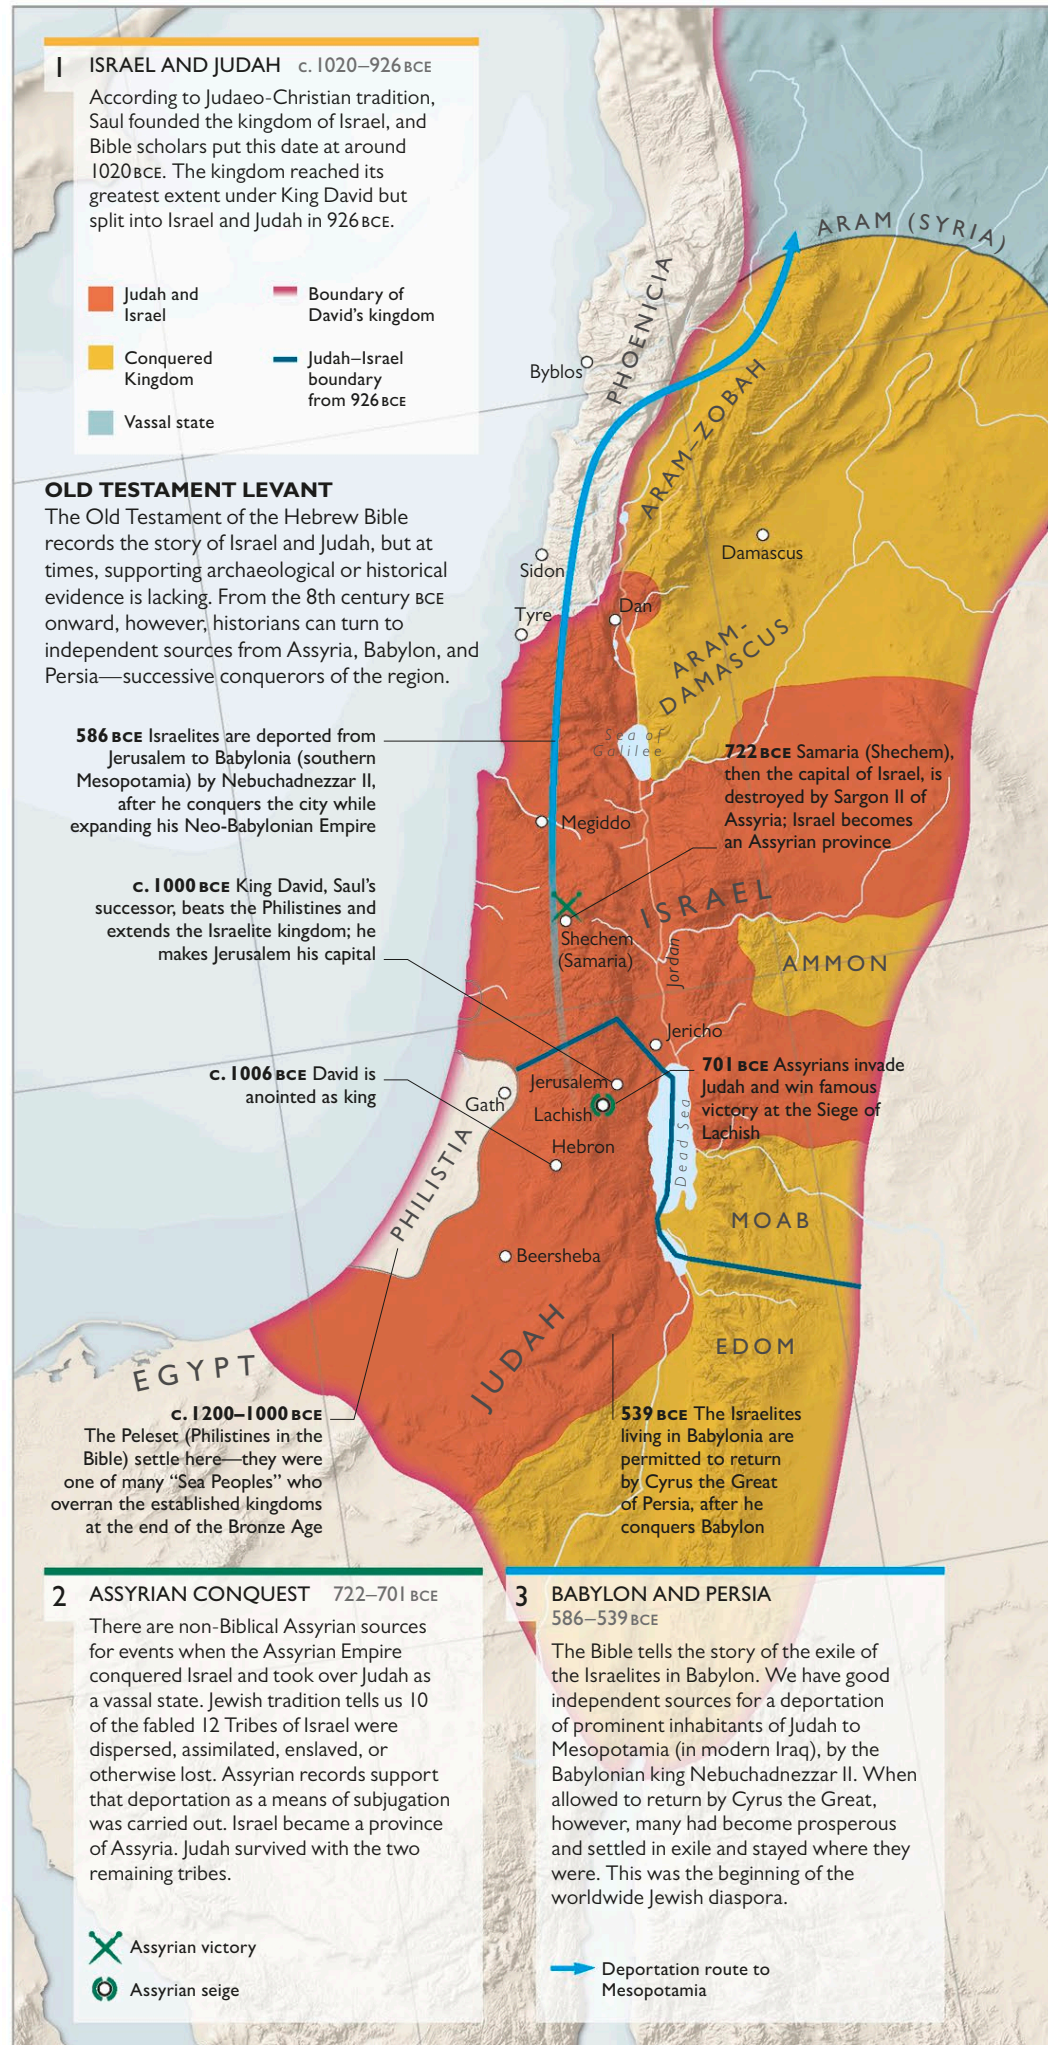 1 ISRAEL AND JUDAH c. 1020–926 BCE
According to Judaeo-Christian tradition,
Saul founded the kingdom of Israel, and
Bible scholars put this date at around
1020 BCE. The kingdom reached its
greatest extent under King David but
split into Israel and Judah in 926 BCE.
Judah and
Israel
Conquered
Kingdom
Vassal state
Boundary of
David's kingdom
Judah–Israel
boundary
from 926 BCE
OLD TESTAMENT LEVANT
The Old Testament of the Hebrew Bible
records the story of Israel and Judah, but at
times, supporting archaeological or historical
evidence is lacking. From the 8th century BCE
onward, however, historians can turn to
independent sources from Assyria, Babylon, and
Persia—successive conquerors of the region.
ARAM (SYRIA)
PHOENICIA
Byblos
ARAM–ZOBAH
Damascus
Sidon
Tyre
Dan
ARAM-
DAMASCUS
Sea of
Galilee
586 BCE Israelites are deported from
Jerusalem to Babylonia (southern
Mesopotamia) by Nebuchadnezzar II,
after he conquers the city while
expanding his Neo-Babylonian Empire
722 BCE Samaria (Shechem),
then the capital of Israel, is
destroyed by Sargon II of
Assyria; Israel becomes
an Assyrian province
Megiddo
c. 1000 BCE King David, Saul's
successor, beats the Philistines and
extends the Israelite kingdom; he
makes Jerusalem his capital
ISRAEL
Shechem
(Samaria)
Jordan
AMMON
Jericho
c. 1006 BCE David is
anointed as king
Jerusalem
Gath
Lachish
701 BCE Assyrians invade
Judah and win famous
victory at the Siege of
Lachish
Dead Sea
Hebron
PHILISTIA
MOAB
Beersheba
JUDAH
EDOM
EGYPT
c. 1200–1000 BCE
The Peleset (Philistines in the
Bible) settle here—they were
one of many “Sea Peoples” who
overran the established kingdoms
at the end of the Bronze Age
539 BCE The Israelites
living in Babylonia are
permitted to return
by Cyrus the Great
of Persia, after he
conquers Babylon
2 ASSYRIAN CONQUEST 722–701 BCE
There are non-Biblical Assyrian sources
for events when the Assyrian Empire
conquered Israel and took over Judah as
a vassal state. Jewish tradition tells us 10
of the fabled 12 Tribes of Israel were
dispersed, assimilated, enslaved, or
otherwise lost. Assyrian records support
that deportation as a means of subjugation
was carried out. Israel became a province
of Assyria. Judah survived with the two
remaining tribes.
Assyrian victory
Assyrian seige
3 BABYLON AND PERSIA
586–539 BCE
The Bible tells the story of the exile of
the Israelites in Babylon. We have good
independent sources for a deportation
of prominent inhabitants of Judah to
Mesopotamia (in modern Iraq), by the
Babylonian king Nebuchadnezzar II. When
allowed to return by Cyrus the Great,
however, many had become prosperous
and settled in exile and stayed where they
were. This was the beginning of the
worldwide Jewish diaspora.
Deportation route to
Mesopotamia